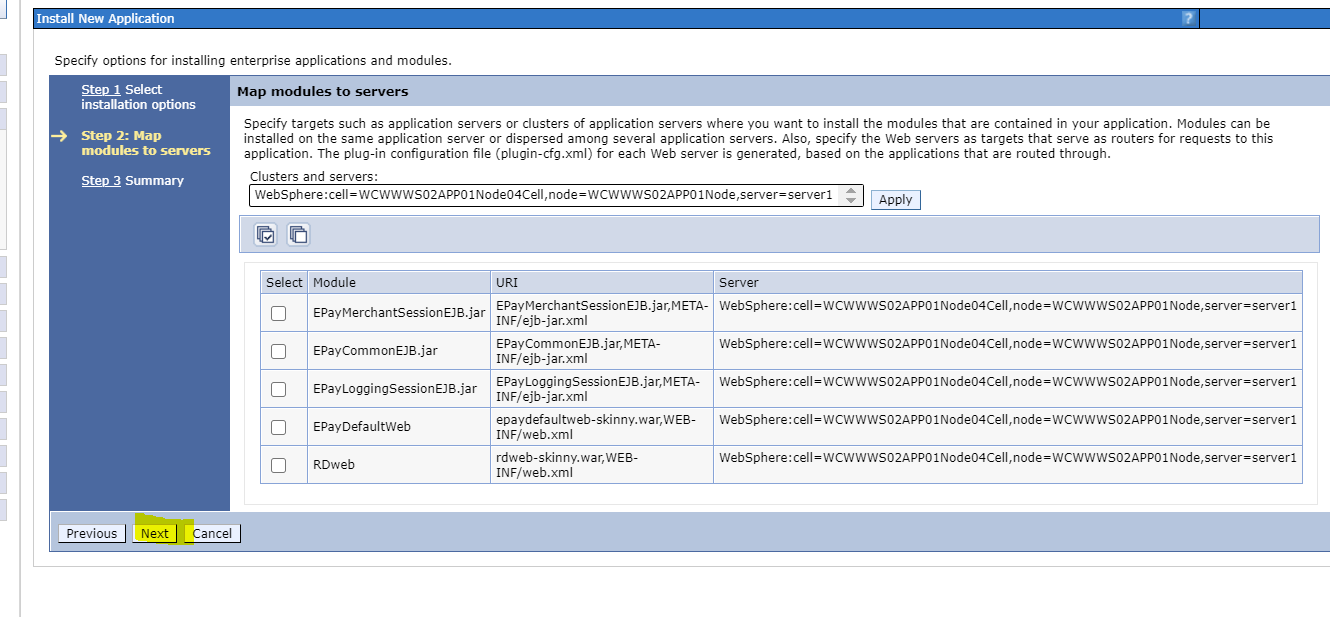 Install New Application
?
Specify options for installing enterprise applications and modules.
Step 1 Select
installation options
Step 2: Map
modules to servers
Step 3 Summary
Map modules to servers
Specify targets such as application servers or clusters of application servers where you want to install the modules that are contained in your application. Modules can be
installed on the same application server or dispersed among several application servers. Also, specify the Web servers as targets that serve as routers for requests to this
application. The plug-in configuration file (plugin-cfg.xml) for each Web server is generated, based on the applications that are routed through.
Clusters and servers:
WebSphere:cell=WCWWWS02APP01Node04Cell,node=WCWWWS02APP01Node,server=server1
Apply
Select Module URI Server
EPayMerchantSessionEJB.jar EPayMerchantSessionEJB.jar,META-
INF/ejb-jar.xml WebSphere:cell=WCWWWS02APP01Node04Cell,node=WCWWWS02APP01Node,server=server1
EPayCommonEJB.jar EPayCommonEJB.jar,META-
INF/ejb-jar.xml WebSphere:cell=WCWWWS02APP01Node04Cell,node=WCWWWS02APP01Node,server=server1
EPayLoggingSessionEJB.jar EPayLoggingSessionEJB.jar,META-
INF/ejb-jar.xml WebSphere:cell=WCWWWS02APP01Node04Cell,node=WCWWWS02APP01Node,server=server1
EPayDefaultWeb epaydefaultweb-skinny.war,WEB-
INF/web.xml WebSphere:cell=WCWWWS02APP01Node04Cell,node=WCWWWS02APP01Node,server=server1
RDweb rdweb-skinny.war,WEB-
INF/web.xml WebSphere:cell=WCWWWS02APP01Node04Cell,node=WCWWWS02APP01Node,server=server1
Previous Next Cancel